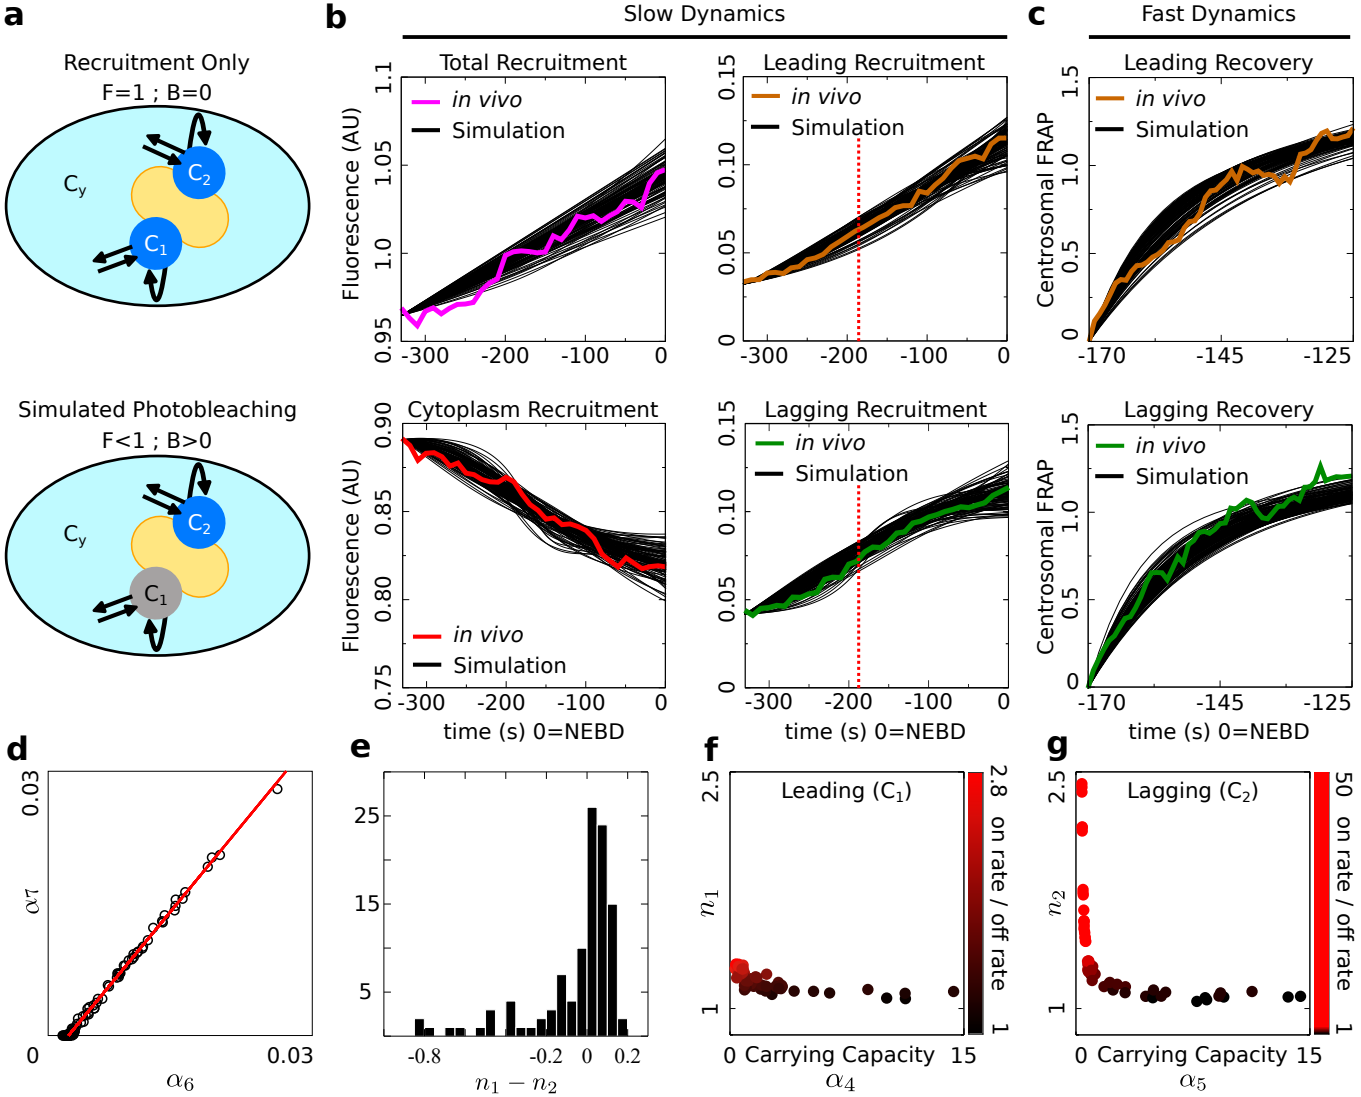 a
Recruitment Only
F=1 ; B=0
Cy
C2
C1
Simulated Photobleaching
F<1 ; B>0
Cy
C2
C1
b
Slow Dynamics
Total Recruitment
Fluorescence (AU)
1.1
1.05
1.0
0.95
in vivo
Simulation
-300
-200
-100
0
Leading Recruitment
0.15
0.10
0.05
0
in vivo
Simulation
-300
-200
-100
0
Cytoplasm Recruitment
Fluorescence (AU)
0.90
0.85
0.80
0.75
in vivo
Simulation
-300
-200
-100
0
time (s) 0=NEBD
Lagging Recruitment
0.15
0.10
0.05
0
in vivo
Simulation
-300
-200
-100
0
time (s) 0=NEBD
c
Fast Dynamics
Leading Recovery
Centrosomal FRAP
1.5
1.0
0.5
0
in vivo
Simulation
-170
-145
-125
Lagging Recovery
Centrosomal FRAP
1.5
1.0
0.5
0
in vivo
Simulation
-170
-145
-125
time (s) 0=NEBD
d
0.03
α7
0
0.03
α6
e
25
15
5
-0.8
-0.2
0
0.2
n1 − n2
f
2.5
n1
1
Leading (C1)
0
Carrying Capacity
15
α4
2.8
on rate / off rate
1
g
2.5
n2
1
Lagging (C2)
0
Carrying Capacity
15
α5
50
on rate / off rate
1